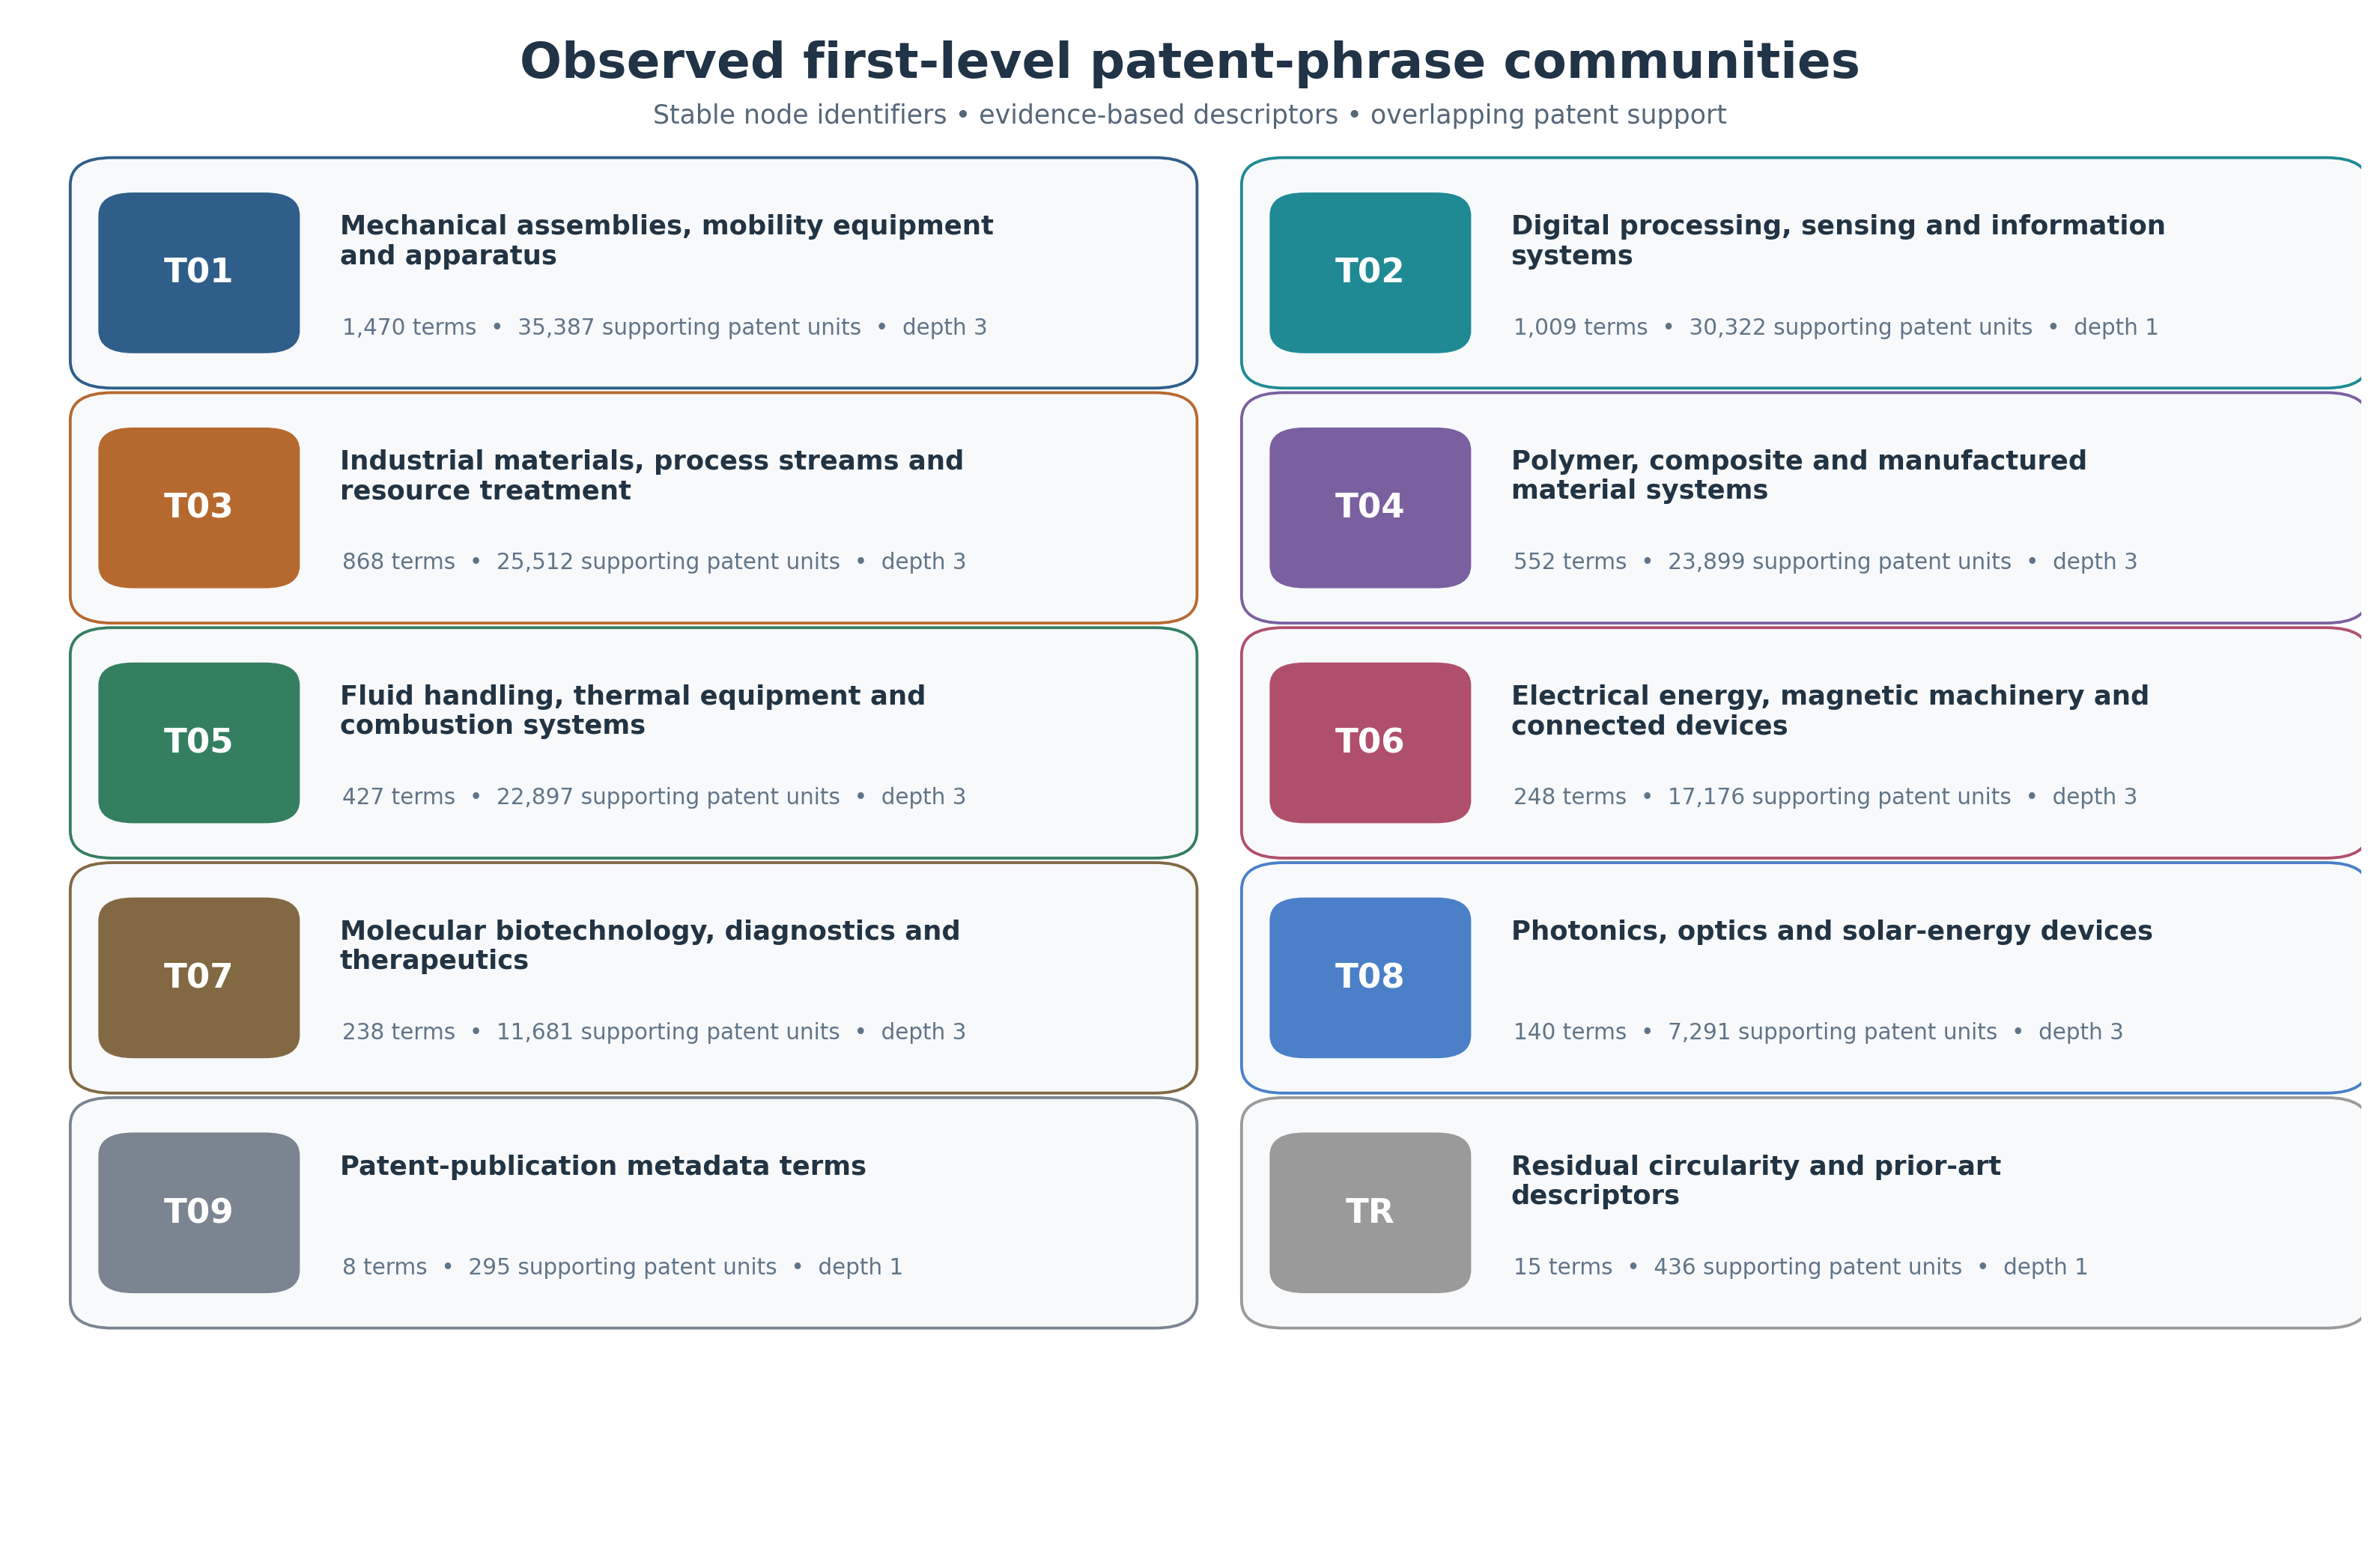 Observed first-level patent-phrase communities
Stable node identifiers • evidence-based descriptors • overlapping patent support
T01
Mechanical assemblies, mobility equipment
and apparatus
1,470 terms • 35,387 supporting patent units • depth 3
T02
Digital processing, sensing and information
systems
1,009 terms • 30,322 supporting patent units • depth 1
T03
Industrial materials, process streams and
resource treatment
868 terms • 25,512 supporting patent units • depth 3
T04
Polymer, composite and manufactured
material systems
552 terms • 23,899 supporting patent units • depth 3
T05
Fluid handling, thermal equipment and
combustion systems
427 terms • 22,897 supporting patent units • depth 3
T06
Electrical energy, magnetic machinery and
connected devices
248 terms • 17,176 supporting patent units • depth 3
T07
Molecular biotechnology, diagnostics and
therapeutics
238 terms • 11,681 supporting patent units • depth 3
T08
Photonics, optics and solar-energy devices
140 terms • 7,291 supporting patent units • depth 3
T09
Patent-publication metadata terms
8 terms • 295 supporting patent units • depth 1
TR
Residual circularity and prior-art
descriptors
15 terms • 436 supporting patent units • depth 1